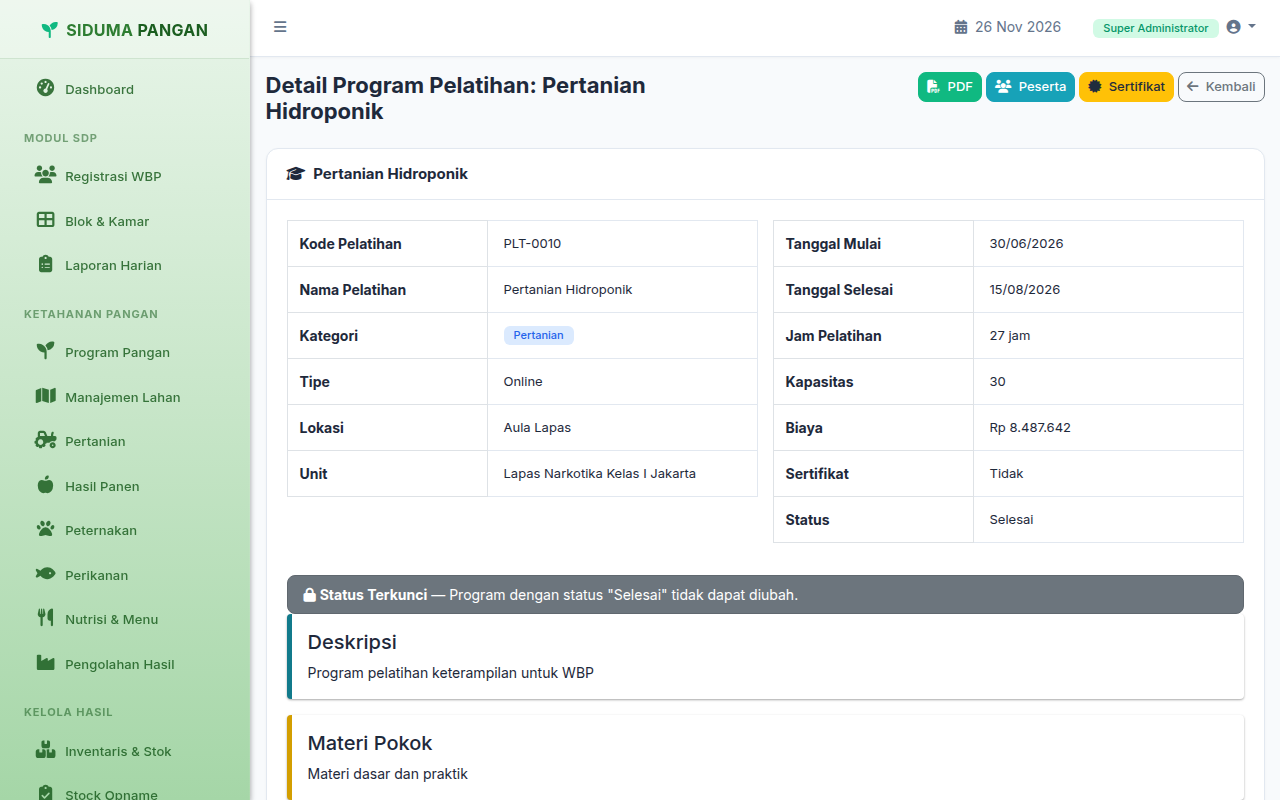 SIDUMA PANGAN
26 Nov 2026
Super Administrator
Dashboard
MODUL SDP
Registrasi WBP
Blok & Kamar
Laporan Harian
KETAHANAN PANGAN
Program Pangan
Manajemen Lahan
Pertanian
Hasil Panen
Peternakan
Perikanan
Nutrisi & Menu
Pengolahan Hasil
KELOLA HASIL
Inventaris & Stok
Stock Opname
Detail Program Pelatihan: Pertanian
Hidroponik
PDF
Peserta
Sertifikat
Kembali
Pertanian Hidroponik
Kode Pelatihan PLT-0010
Nama Pelatihan Pertanian Hidroponik
Kategori Pertanian
Tipe Online
Lokasi Aula Lapas
Unit Lapas Narkotika Kelas I Jakarta
Tanggal Mulai 30/06/2026
Tanggal Selesai 15/08/2026
Jam Pelatihan 27 jam
Kapasitas 30
Biaya Rp 8.487.642
Sertifikat Tidak
Status Selesai
Status Terkunci — Program dengan status "Selesai" tidak dapat diubah.
Deskripsi
Program pelatihan keterampilan untuk WBP
Materi Pokok
Materi dasar dan praktik